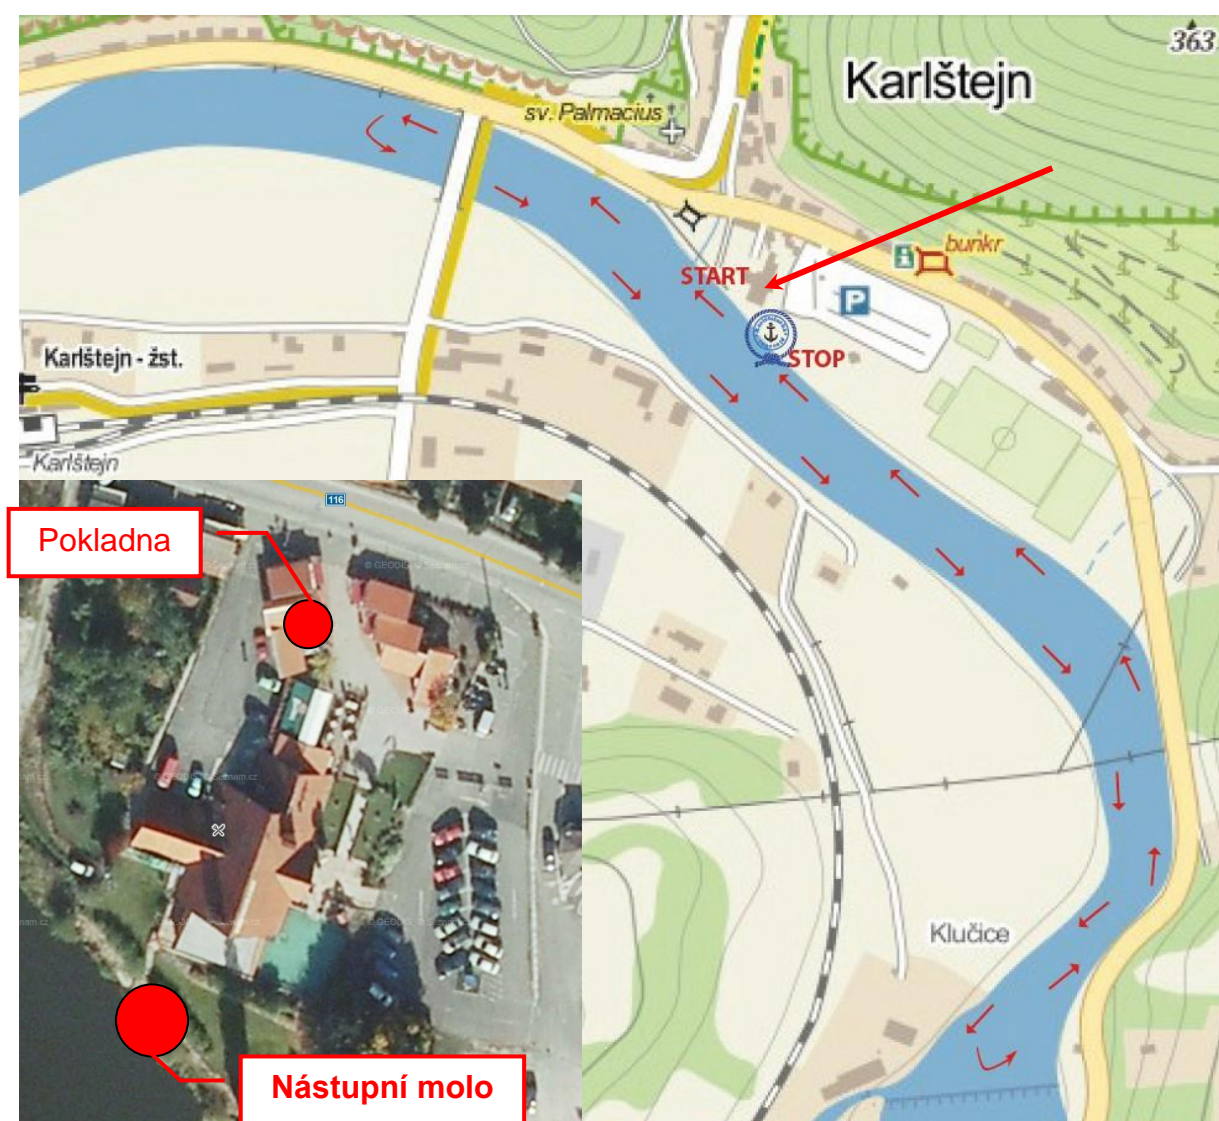 363
Karlštejn
sv. Palmacius
bunkr
i
START
P
STOP
Karlštejn - žst.
Karlštejn
116
Pokladna
Klučice
Nástupní molo